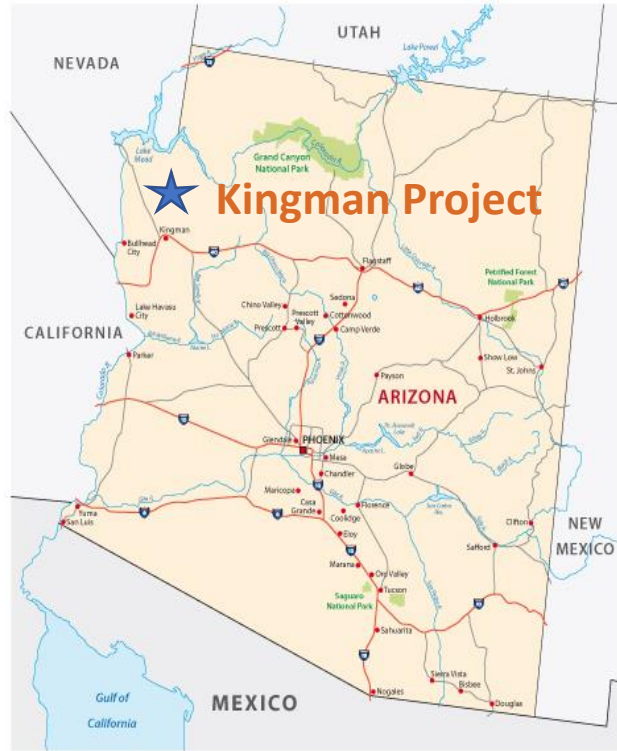 UTAH
Lake Powell
NEVADA
Lake
Mead
Grand Canyon
National Park
Colorado R.
Kingman Project
Kingman
Bullhead
City
Flagstaff
Petrified Forest
National Park
Lake Havasu
City
Chino Valley
Sedona
Cottonwood
Prescott
Valley
Prescott
Camp Verde
Holbrook
CALIFORNIA
Parker
Show Low
St. Johns
Payson
ARIZONA
Colorado R.
Glendale
PHOENIX
Mesa
Chandler
Globe
Maricopa
Casa
Grande
Florence
Coolidge
Eloy
Clifton
NEW
MEXICO
Yuma
San Luis
Safford
Marana
Oro Valley
Tucson
Saguaro
National Park
Sahuarita
Sierra Vista
Bisbee
Nogales
Douglas
Gulf of
California
MEXICO